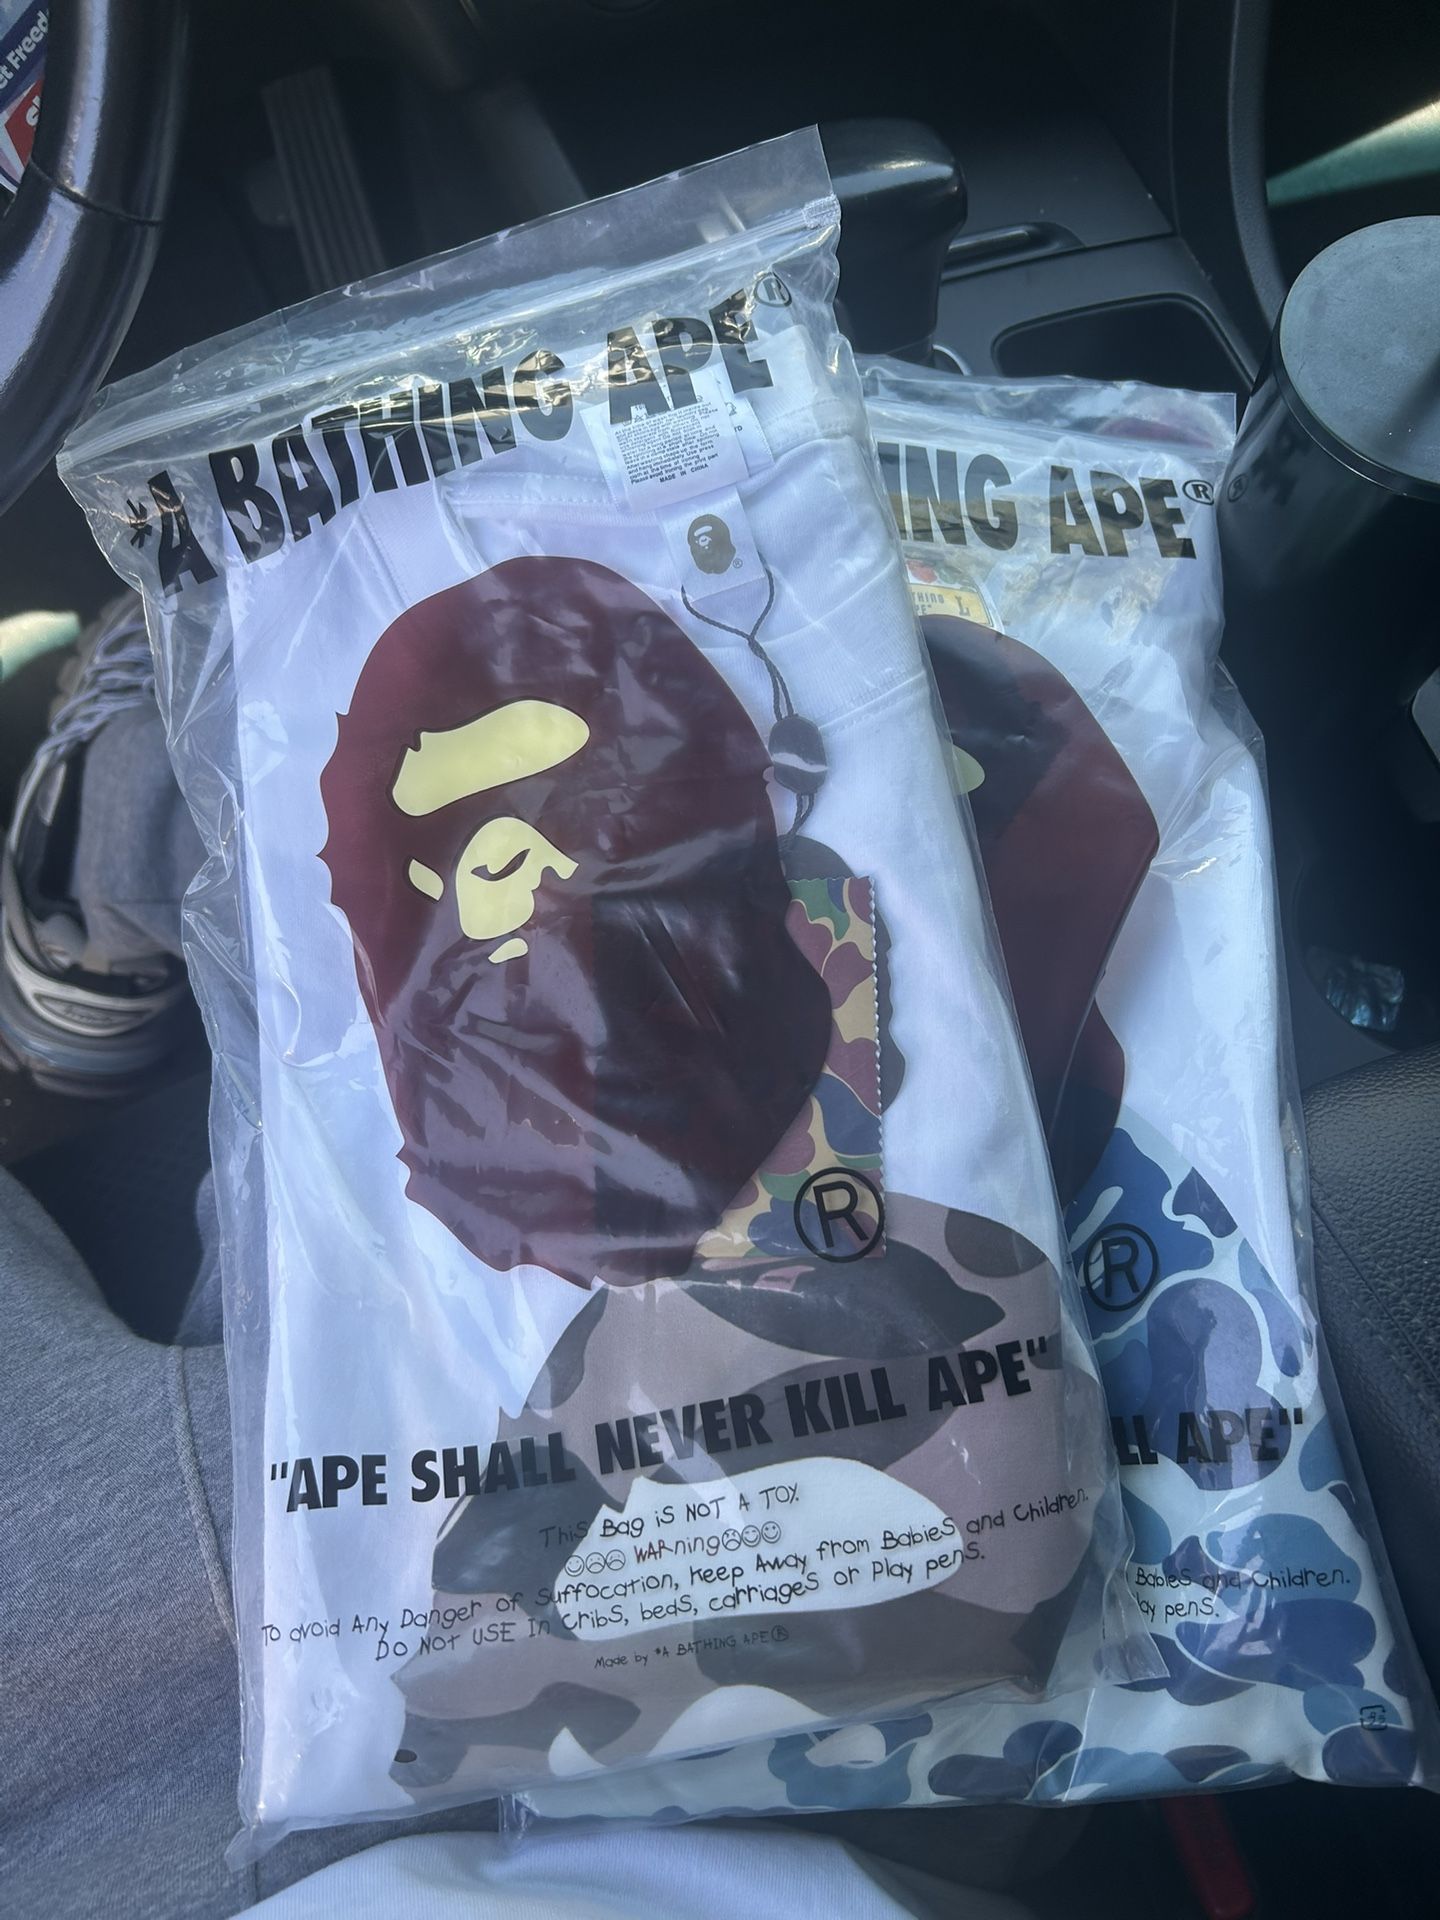 *A BATHING APE®
MADE IN CHINA
®
®
"APE SHALL NEVER KILL APE"
This Bag iS NOT A TOY.
WARning
To avoid Any Danger of Suffocation, Keep Away from BabieS and Children.
DO NOT USE In CribS, bedS, carriageS or Play penS.
Made by *A BATHING APE®
ING APE®
L
®
LL APE"
BabieS and Children.
ay penS.